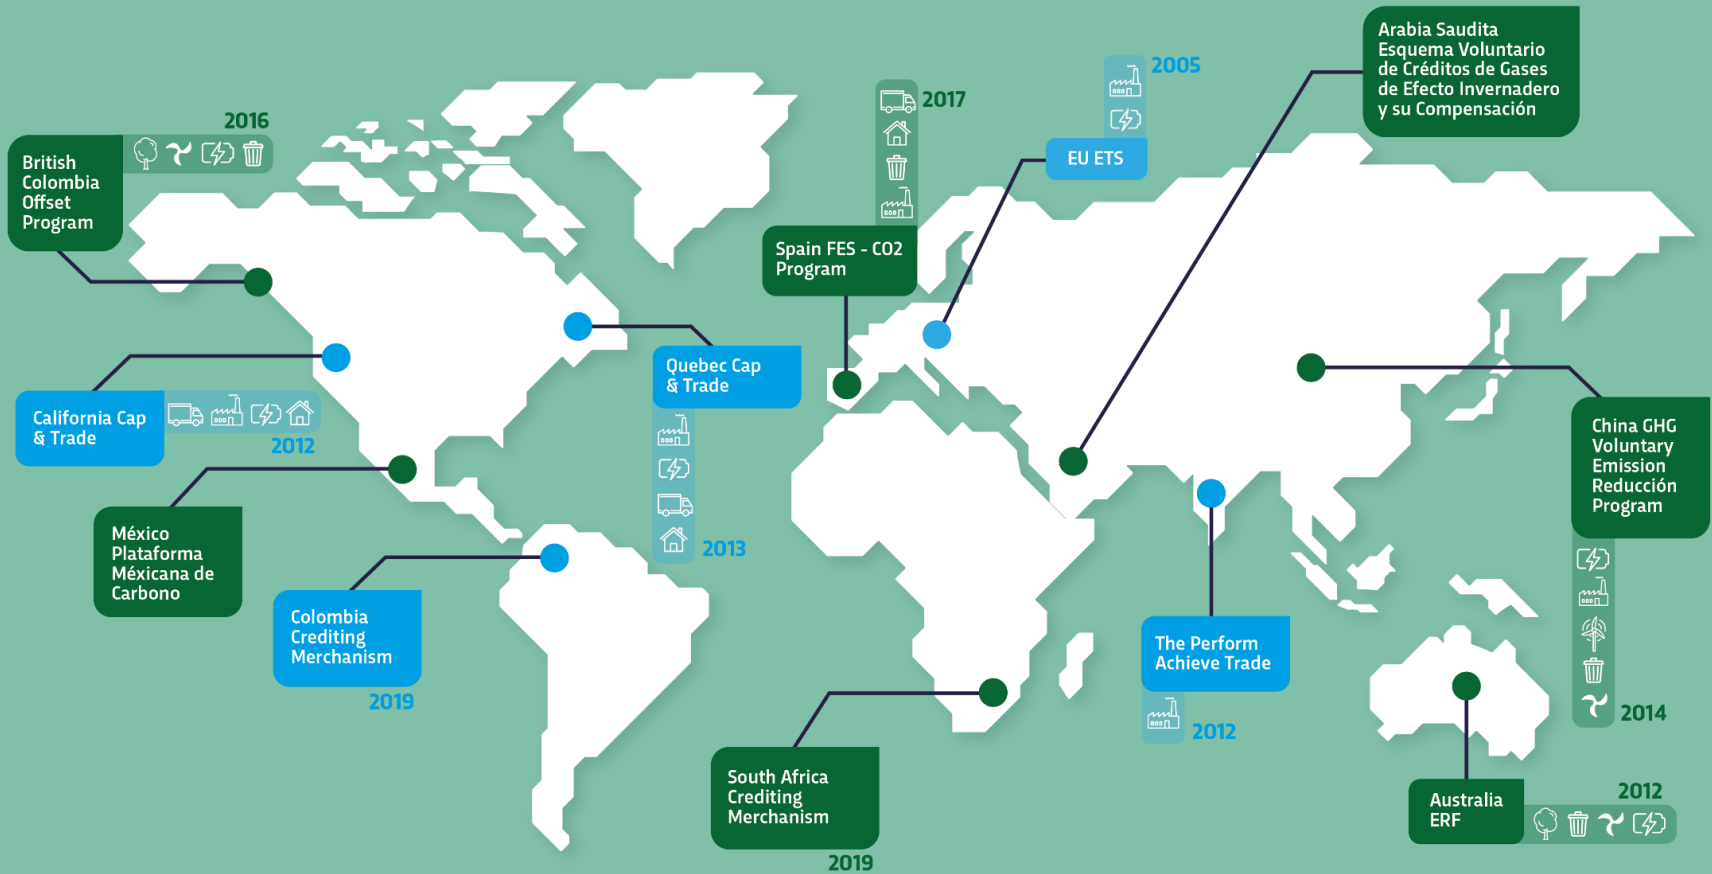 2016
British
Colombia
Offset
Program
California Cap
& Trade
2012
México
Plataforma
Méxicana de
Carbono
Colombia
Crediting
Merchanism
2019
Quebec Cap
& Trade
2013
2017
Spain FES - CO2
Program
2005
EU ETS
Arabia Saudita
Esquema Voluntario
de Créditos de Gases
de Efecto Invernadero
y su Compensación
China GHG
Voluntary
Emission
Reducción
Program
2014
The Perform
Achieve Trade
2012
South Africa
Crediting
Merchanism
2019
Australia
ERF
2012